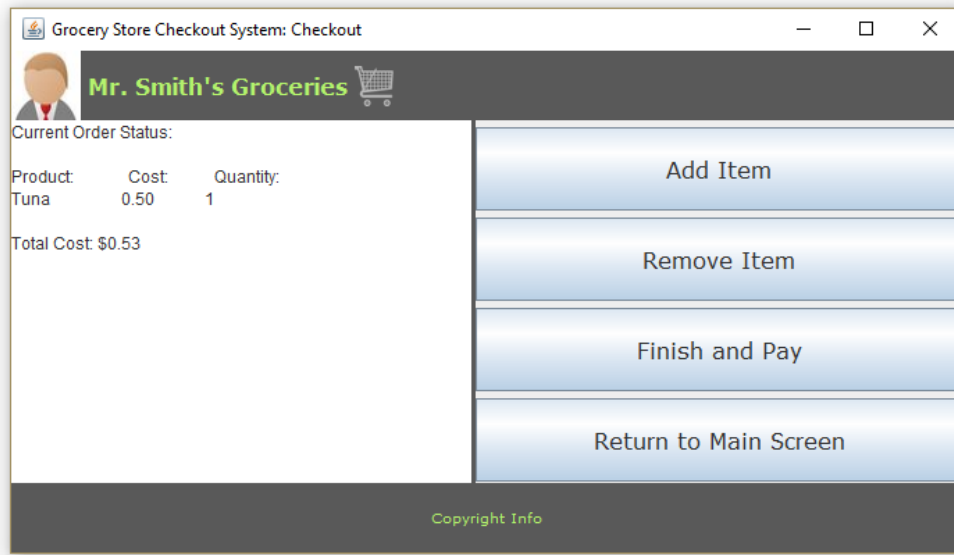 Grocery Store Checkout System: Checkout
Mr. Smith's Groceries
Current Order Status:
Product: Cost: Quantity:
Tuna 0.50 1
Total Cost: $0.53
Add Item
Remove Item
Finish and Pay
Return to Main Screen
Copyright Info